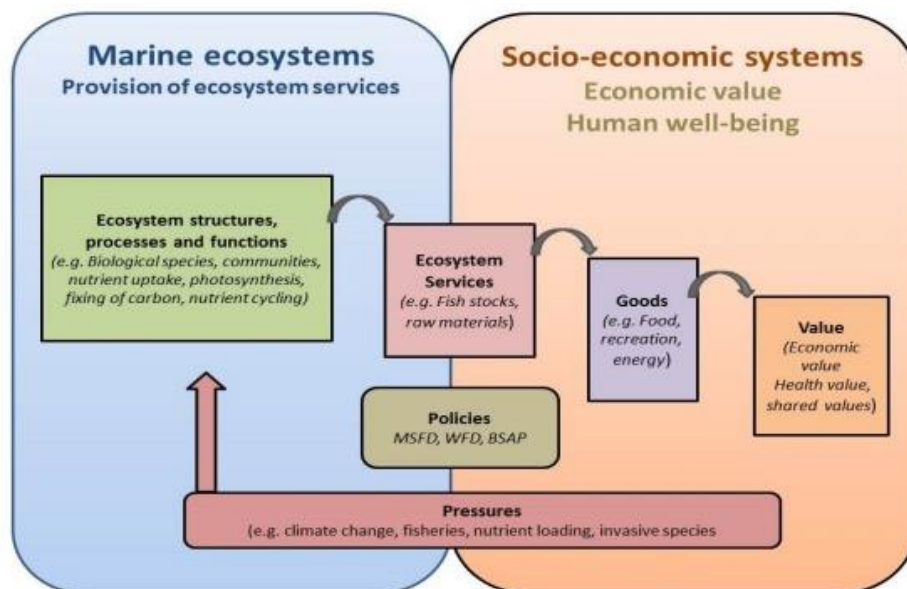 Marine ecosystems
Provision of ecosystem services
Socio-economic systems
Economic value
Human well-being
Ecosystem structures,
processes and functions
(e.g. Biological species, communities,
nutrient uptake, photosynthesis,
fixing of carbon, nutrient cycling)
Ecosystem
Services
(e.g. Fish stocks,
raw materials)
Goods
(e.g. Food,
recreation,
energy)
Value
(Economic
value
Health value,
shared values)
Policies
MSFD, WFD, BSAP
Pressures
(e.g. climate change, fisheries, nutrient loading, invasive species